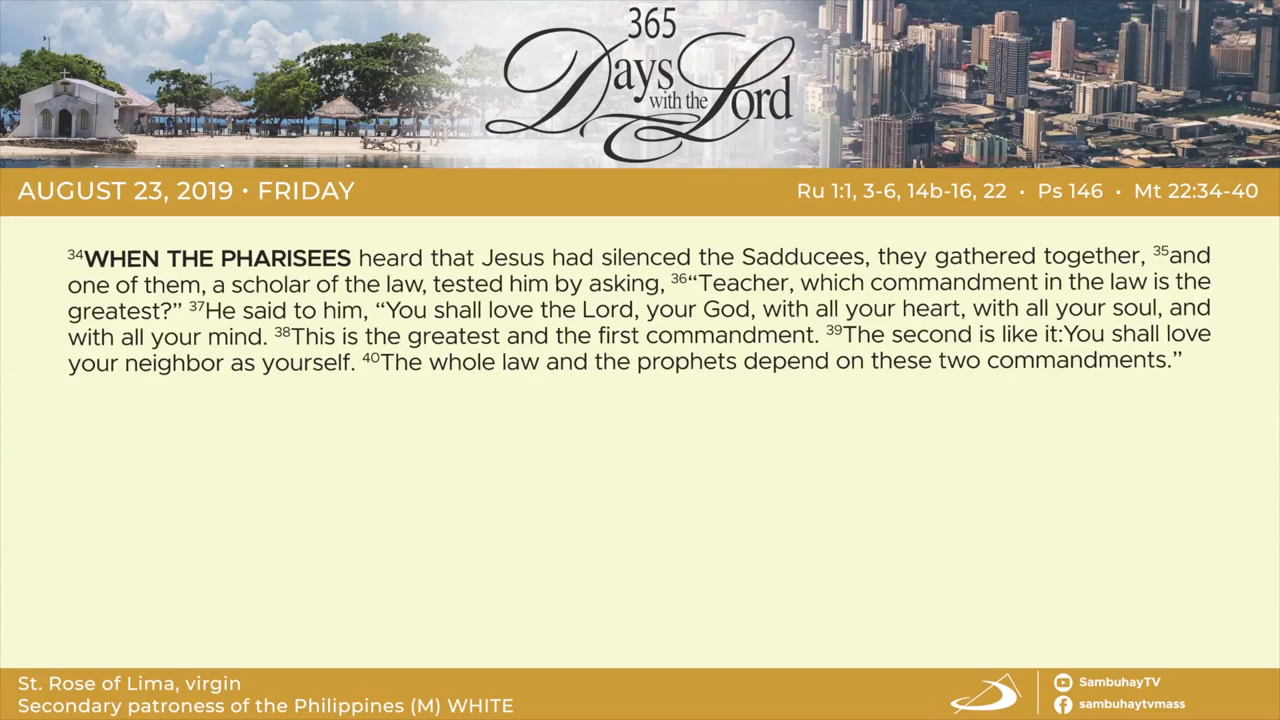 365
Days with the Lord
AUGUST 23, 2019 • FRIDAY
Ru 1:1, 3-6, 14b-16, 22 • Ps 146 • Mt 22:34-40
³⁴WHEN THE PHARISEES heard that Jesus had silenced the Sadducees, they gathered together, ³⁵and
one of them, a scholar of the law, tested him by asking, ³⁶“Teacher, which commandment in the law is the
greatest?” ³⁷He said to him, “You shall love the Lord, your God, with all your heart, with all your soul, and
with all your mind. ³⁸This is the greatest and the first commandment. ³⁹The second is like it:You shall love
your neighbor as yourself. ⁴⁰The whole law and the prophets depend on these two commandments.”
St. Rose of Lima, virgin
Secondary patroness of the Philippines (M) WHITE
SambuhayTV
sambuhaytvmass